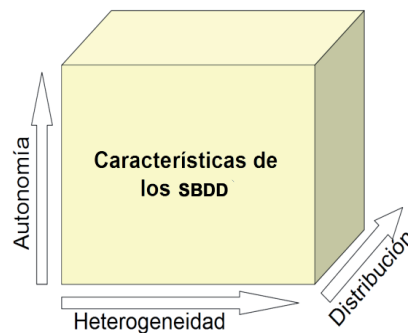 Características de
los SBDD
Autonomía
Heterogeneidad
Distribución